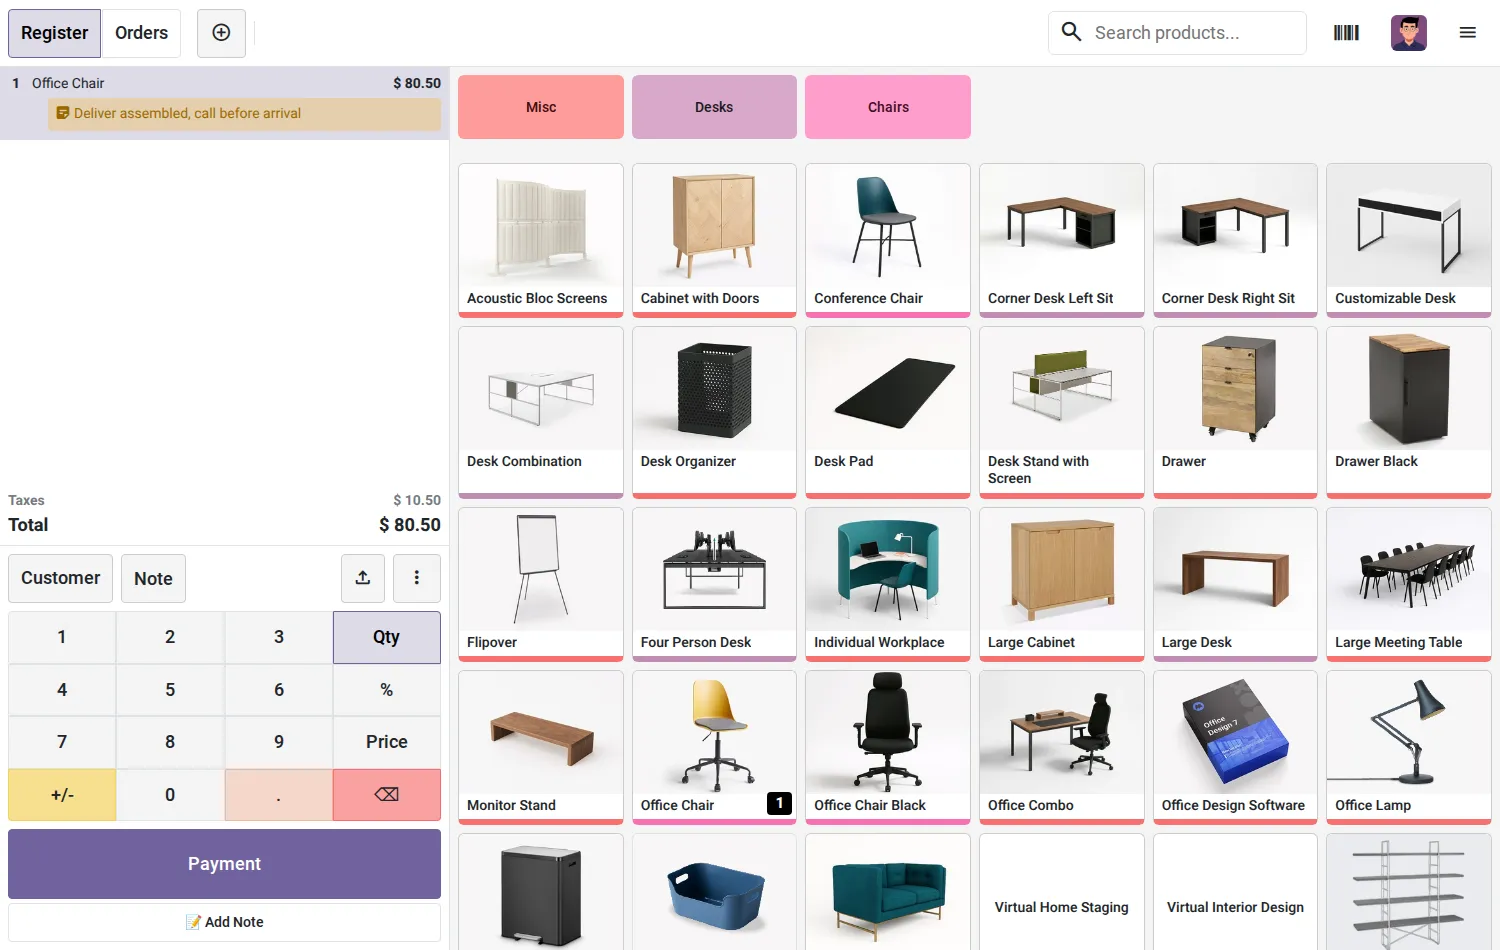 Register
Orders
Search products...
1 Office Chair $ 80.50
Deliver assembled, call before arrival
Taxes $ 10.50
Total $ 80.50
Customer
Note
1 2 3 Qty
4 5 6 %
7 8 9 Price
+/- 0 . ⌫
Payment
📝 Add Note
Misc
Desks
Chairs
Acoustic Bloc Screens
Cabinet with Doors
Conference Chair
Corner Desk Left Sit
Corner Desk Right Sit
Customizable Desk
Desk Combination
Desk Organizer
Desk Pad
Desk Stand with
Screen
Drawer
Drawer Black
Flipover
Four Person Desk
Individual Workplace
Large Cabinet
Large Desk
Large Meeting Table
Monitor Stand
Office Chair
1
Office Chair Black
Office Combo
Office
Design 7
Office Design Software
Office Lamp
Virtual Home Staging
Virtual Interior Design